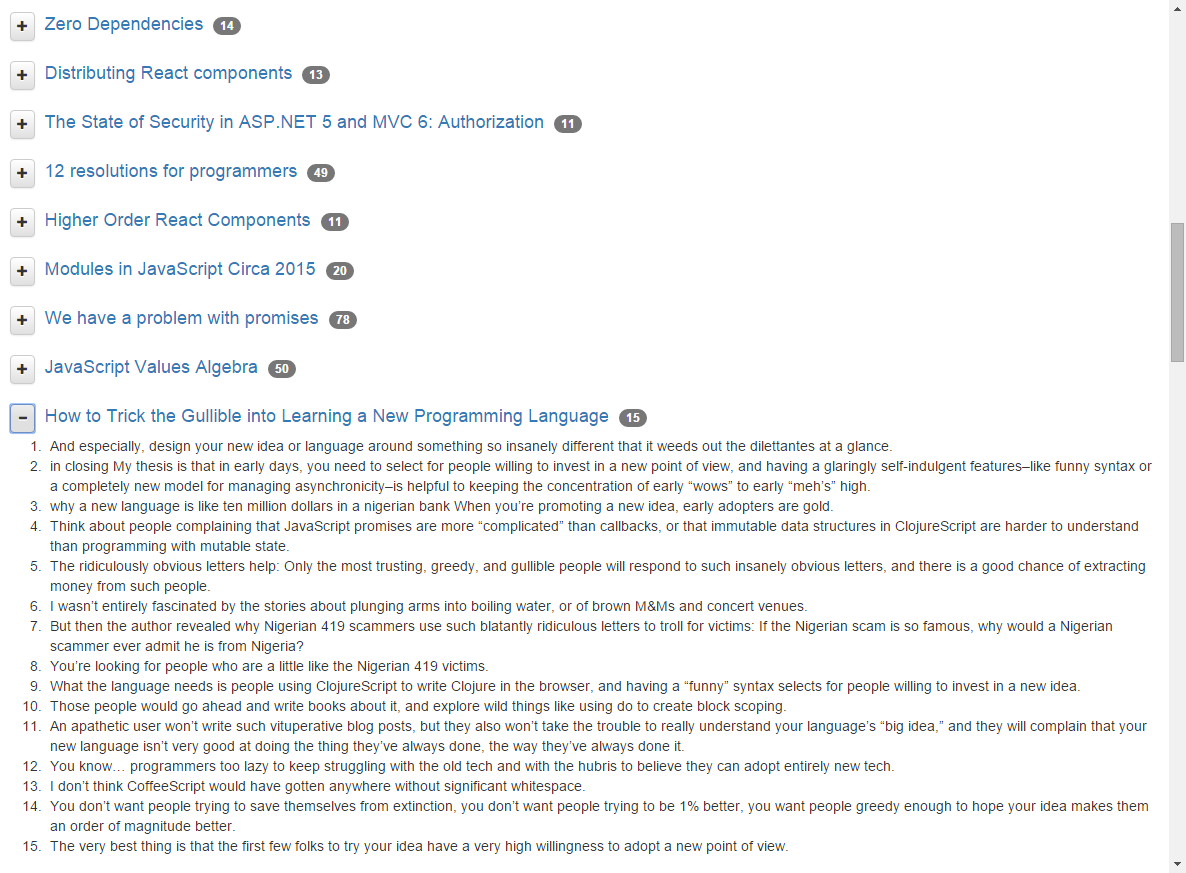 + Zero Dependencies 14
+ Distributing React components 13
+ The State of Security in ASP.NET 5 and MVC 6: Authorization 11
+ 12 resolutions for programmers 49
+ Higher Order React Components 11
+ Modules in JavaScript Circa 2015 20
+ We have a problem with promises 78
+ JavaScript Values Algebra 50
− How to Trick the Gullible into Learning a New Programming Language 15
1. And especially, design your new idea or language around something so insanely different that it weeds out the dilettantes at a glance.
2. in closing My thesis is that in early days, you need to select for people willing to invest in a new point of view, and having a glaringly self-indulgent features–like funny syntax or
a completely new model for managing asynchronicity–is helpful to keeping the concentration of early “wows” to early “meh’s” high.
3. why a new language is like ten million dollars in a nigerian bank When you’re promoting a new idea, early adopters are gold.
4. Think about people complaining that JavaScript promises are more “complicated” than callbacks, or that immutable data structures in ClojureScript are harder to understand
than programming with mutable state.
5. The ridiculously obvious letters help: Only the most trusting, greedy, and gullible people will respond to such insanely obvious letters, and there is a good chance of extracting
money from such people.
6. I wasn’t entirely fascinated by the stories about plunging arms into boiling water, or of brown M&Ms and concert venues.
7. But then the author revealed why Nigerian 419 scammers use such blatantly ridiculous letters to troll for victims: If the Nigerian scam is so famous, why would a Nigerian
scammer ever admit he is from Nigeria?
8. You’re looking for people who are a little like the Nigerian 419 victims.
9. What the language needs is people using ClojureScript to write Clojure in the browser, and having a “funny” syntax selects for people willing to invest in a new idea.
10. Those people would go ahead and write books about it, and explore wild things like using do to create block scoping.
11. An apathetic user won’t write such vituperative blog posts, but they also won’t take the trouble to really understand your language’s “big idea,” and they will complain that your
new language isn’t very good at doing the thing they’ve always done, the way they’ve always done it.
12. You know… programmers too lazy to keep struggling with the old tech and with the hubris to believe they can adopt entirely new tech.
13. I don’t think CoffeeScript would have gotten anywhere without significant whitespace.
14. You don’t want people trying to save themselves from extinction, you don’t want people trying to be 1% better, you want people greedy enough to hope your idea makes them
an order of magnitude better.
15. The very best thing is that the first few folks to try your idea have a very high willingness to adopt a new point of view.